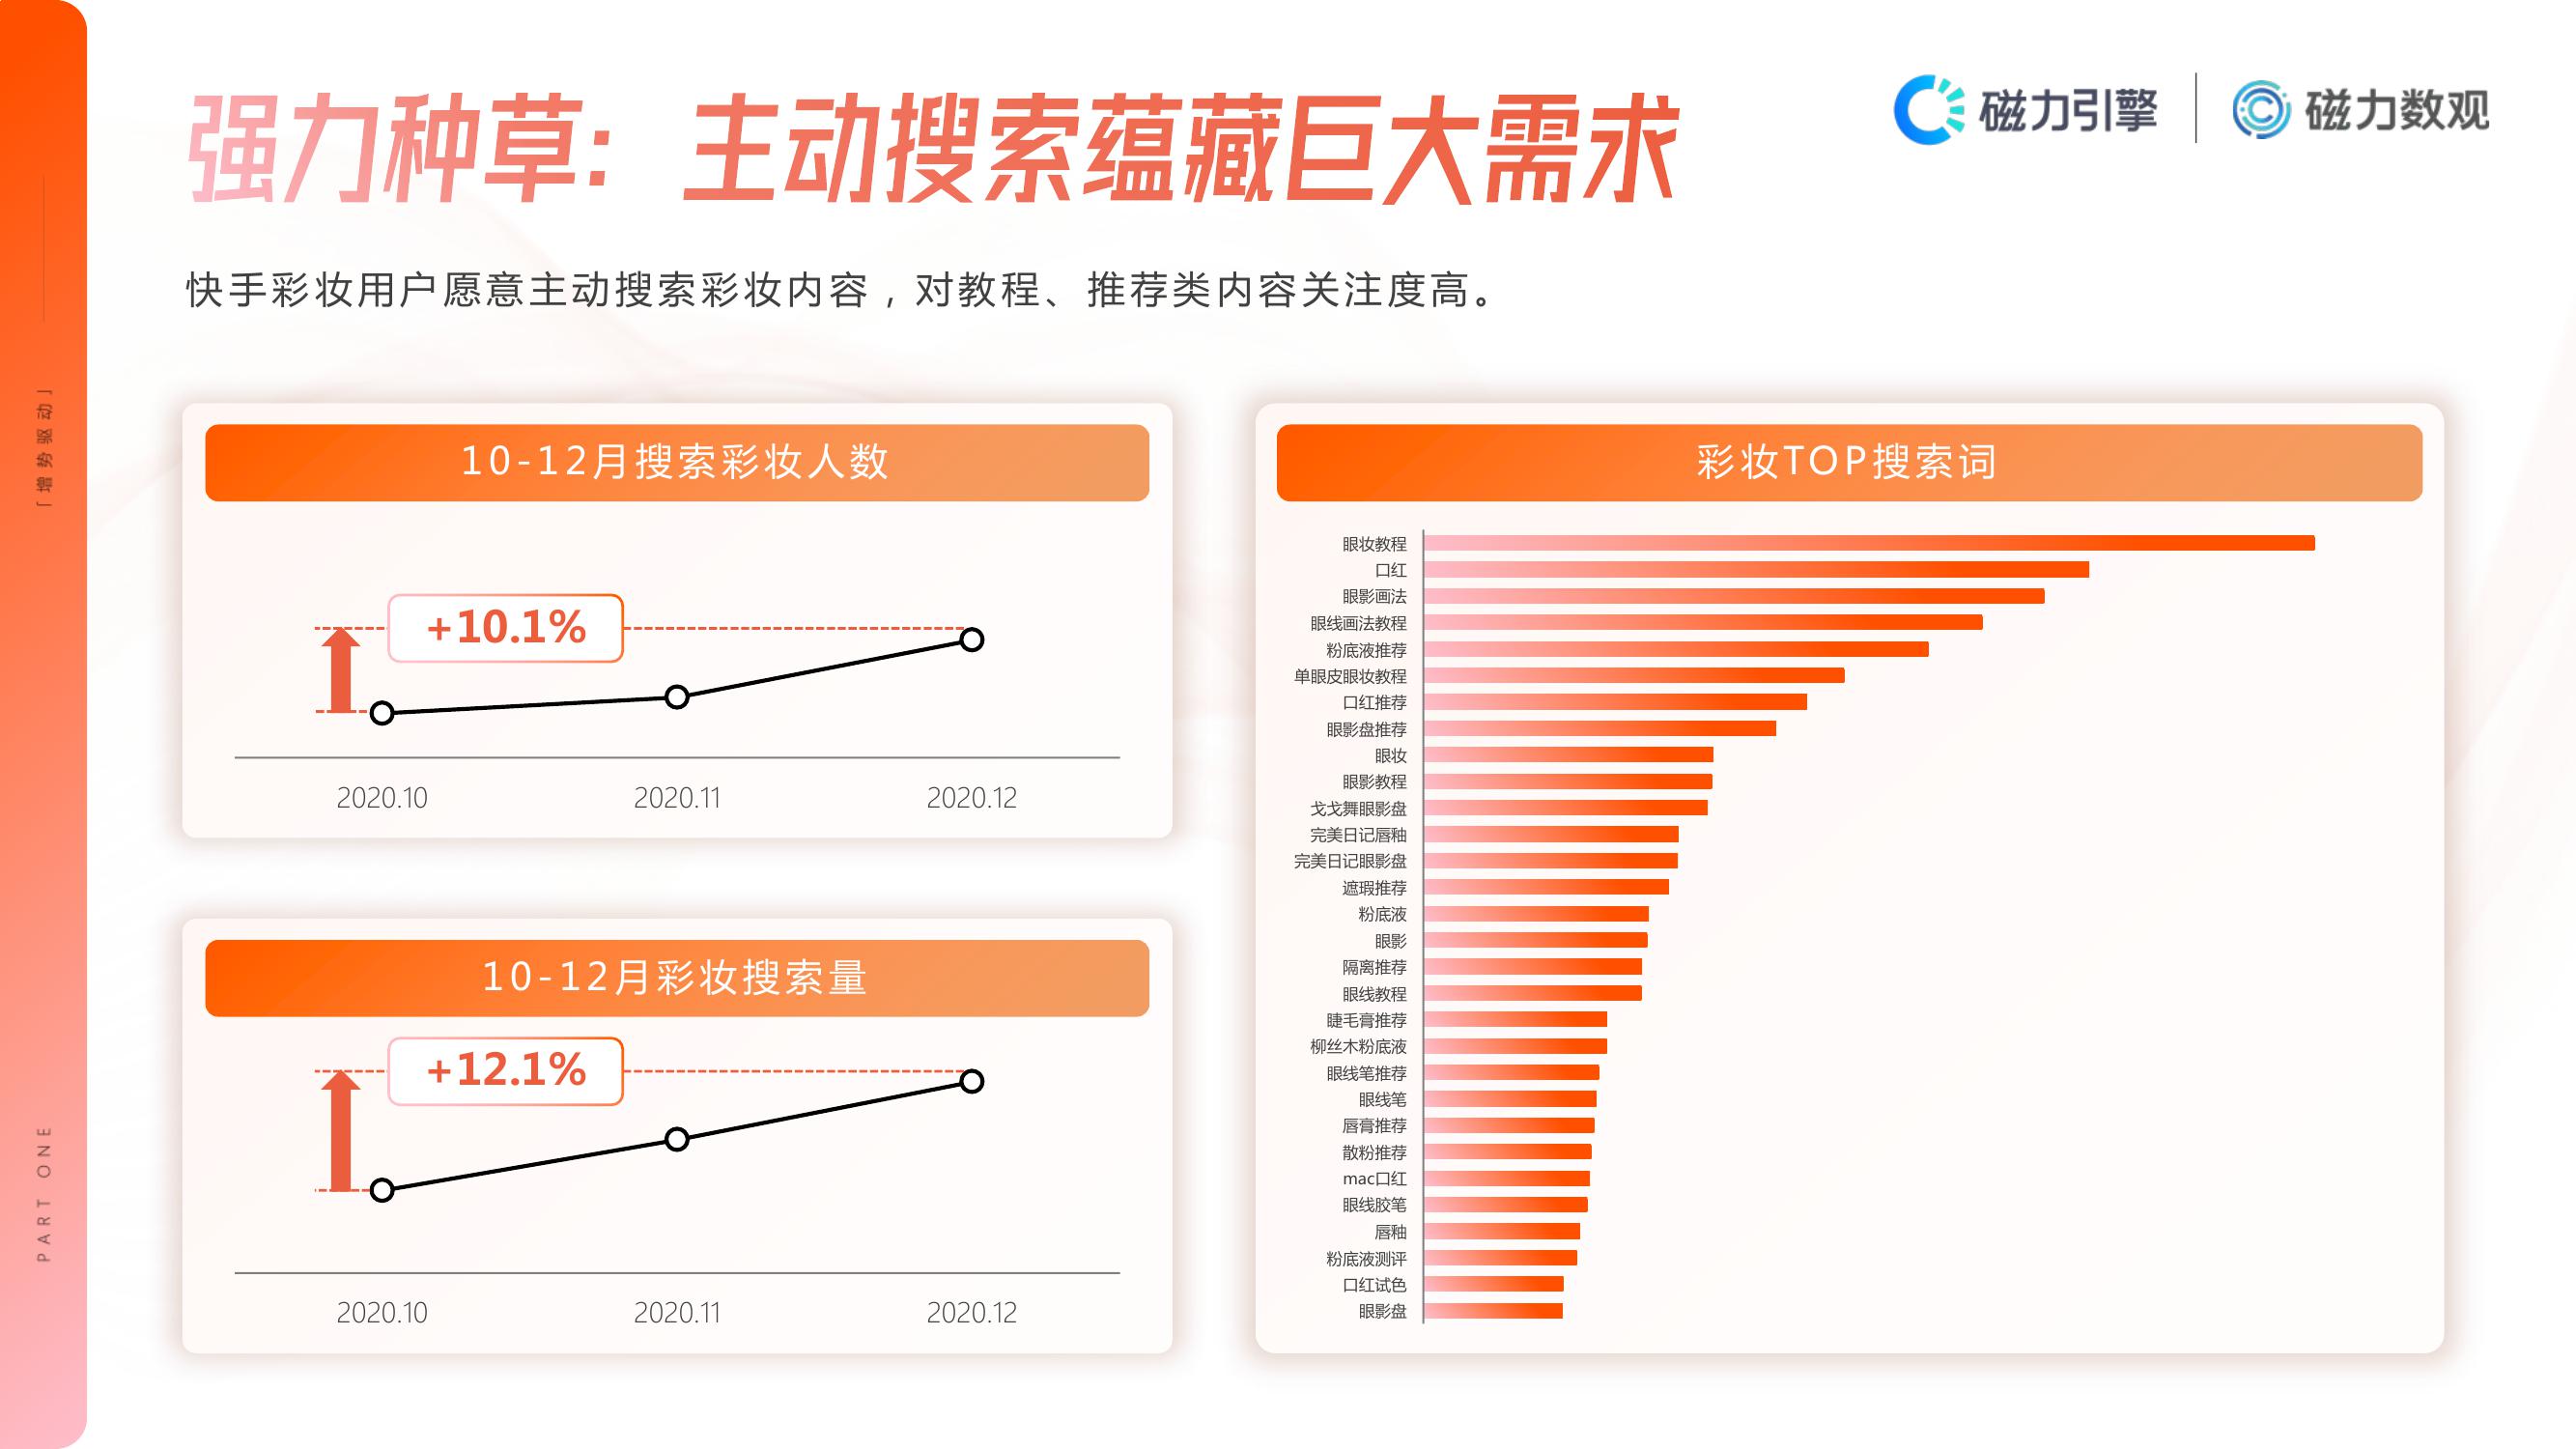 强力种草：主动搜索蕴藏巨大需求
磁力引擎
磁力数观
快手彩妆用户愿意主动搜索彩妆内容，对教程、推荐类内容关注度高。
「增势驱动」
PART ONE
10-12月搜索彩妆人数
+10.1%
2020.10
2020.11
2020.12
10-12月彩妆搜索量
+12.1%
2020.10
2020.11
2020.12
彩妆TOP搜索词
眼妆教程
口红
眼影画法
眼线画法教程
粉底液推荐
单眼皮眼妆教程
口红推荐
眼影盘推荐
眼妆
眼影教程
戈戈舞眼影盘
完美日记唇釉
完美日记眼影盘
遮瑕推荐
粉底液
眼影
隔离推荐
眼线教程
睫毛膏推荐
柳丝木粉底液
眼线笔推荐
眼线笔
唇膏推荐
散粉推荐
mac口红
眼线胶笔
唇釉
粉底液测评
口红试色
眼影盘